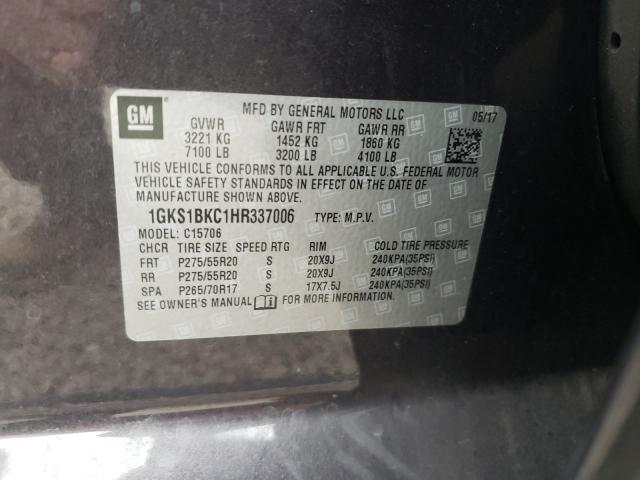 GM
MFD BY GENERAL MOTORS LLC 05/17
GVWR GAWR FRT GAWR RR
3221 KG 1452 KG 1860 KG
7100 LB 3200 LB 4100 LB
THIS VEHICLE CONFORMS TO ALL APPLICABLE U.S. FEDERAL MOTOR
VEHICLE SAFETY STANDARDS IN EFFECT ON THE DATE OF
MANUFACTURE SHOWN ABOVE.
1GKS1BKC1HR337006 TYPE: M.P.V.
MODEL: C15706
CHCR TIRE SIZE SPEED RTG RIM COLD TIRE PRESSURE
FRT P275/55R20 S 20X9J 240KPA(35PSI)
RR P275/55R20 S 20X9J 240KPA(35PSI)
SPA P265/70R17 S 17X7.5J 240KPA(35PSI)
SEE OWNER'S MANUAL FOR MORE INFORMATION.